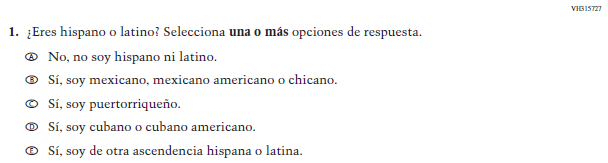 VH315727
1. ¿Eres hispano o latino? Selecciona una o más opciones de respuesta.
A No, no soy hispano ni latino.
B Sí, soy mexicano, mexicano americano o chicano.
C Sí, soy puertorriqueño.
D Sí, soy cubano o cubano americano.
E Sí, soy de otra ascendencia hispana o latina.